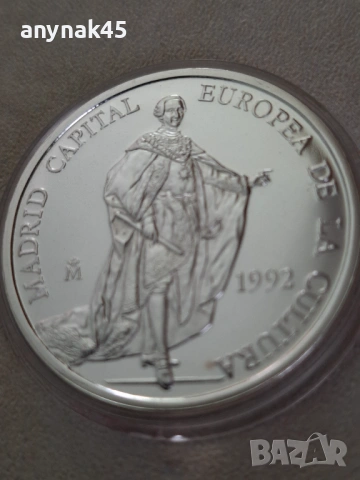 anynak45
MADRID CAPITAL EUROPEA DE LA CULTURA
M
1992
BAZAR